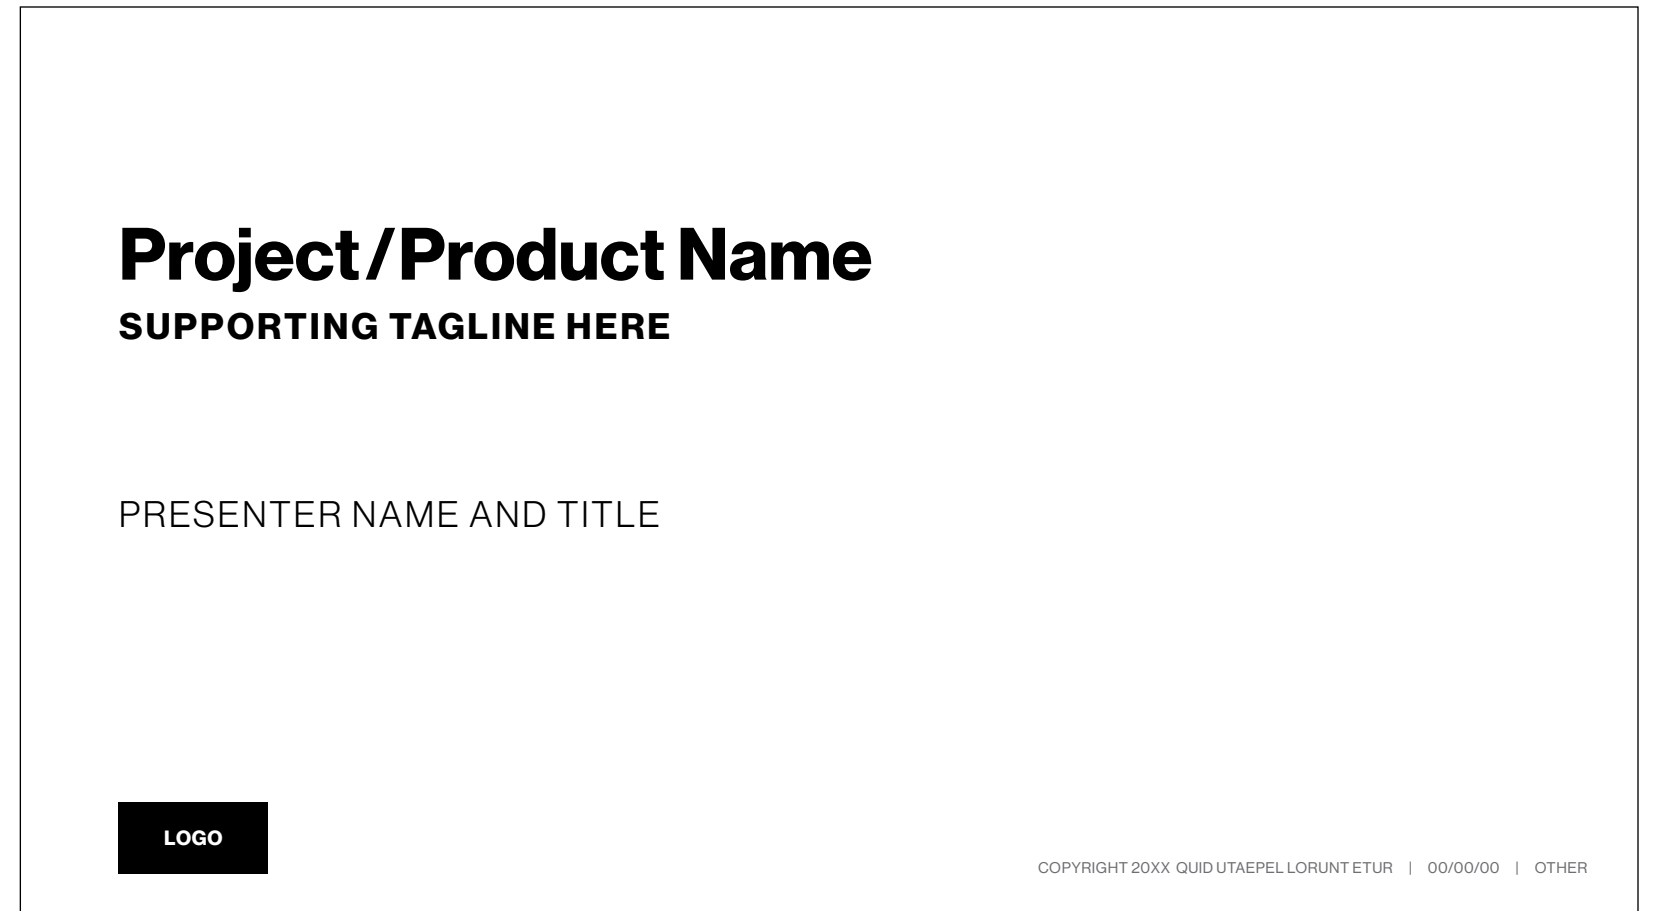 Project/Product Name
SUPPORTING TAGLINE HERE
PRESENTER NAME AND TITLE
LOGO
COPYRIGHT 20XX QUID UTAEPEL LORUNT ETUR | 00/00/00 | OTHER